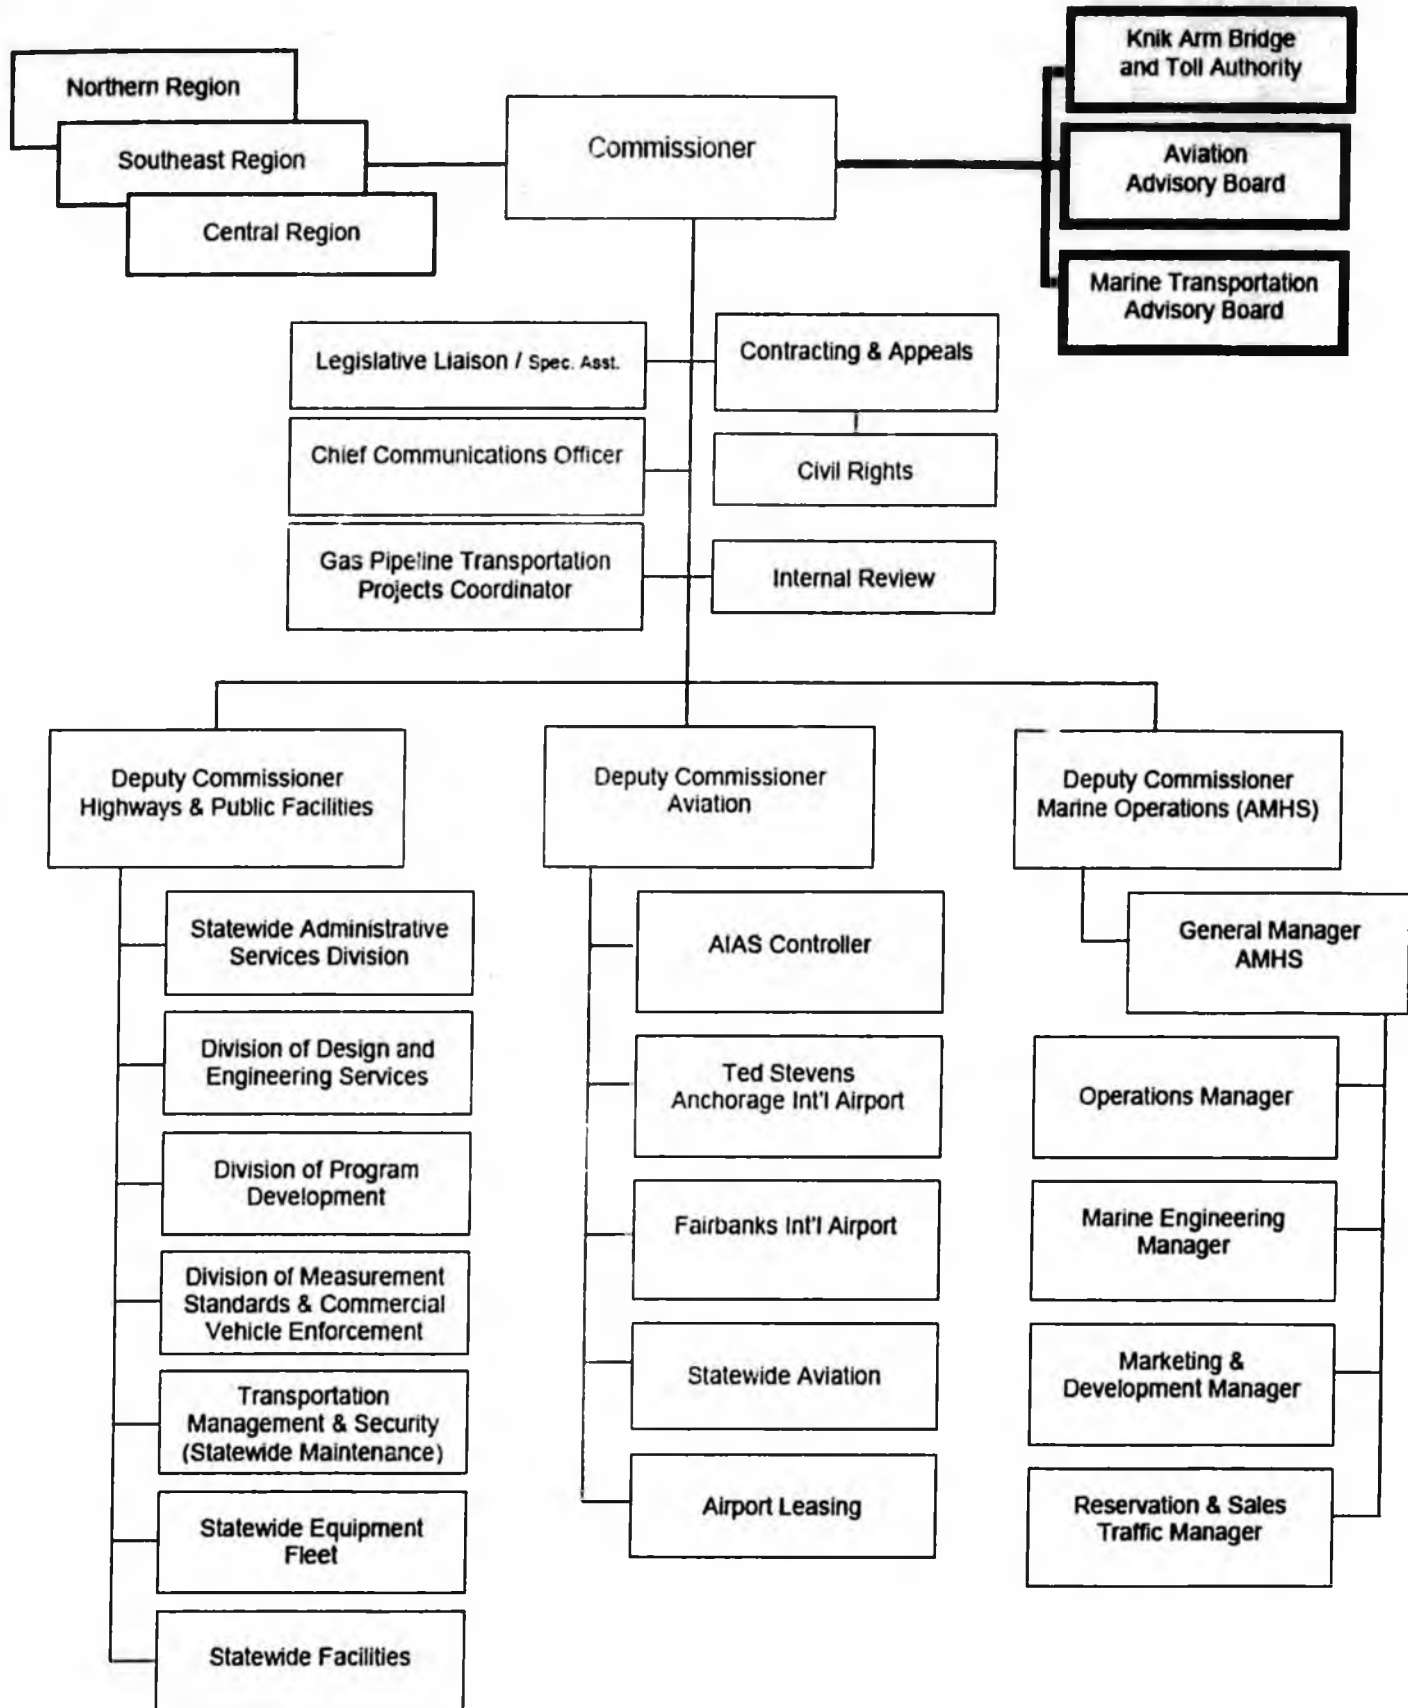 Northern Region
Southeast Region
Central Region
Commissioner
Knik Arm Bridge
and Toll Authority
Aviation
Advisory Board
Marine Transportation
Advisory Board
Legislative Liaison / Spec. Asst.
Contracting & Appeals
Chief Communications Officer
Civil Rights
Gas Pipeline Transportation
Projects Coordinator
Internal Review
Deputy Commissioner
Highways & Public Facilities
Statewide Administrative
Services Division
Division of Design and
Engineering Services
Division of Program
Development
Division of Measurement
Standards & Commercial
Vehicle Enforcement
Transportation
Management & Security
(Statewide Maintenance)
Statewide Equipment
Fleet
Statewide Facilities
Deputy Commissioner
Aviation
AIAS Controller
Ted Stevens
Anchorage Int'l Airport
Fairbanks Int'l Airport
Statewide Aviation
Airport Leasing
Deputy Commissioner
Marine Operations (AMHS)
General Manager
AMHS
Operations Manager
Marine Engineering
Manager
Marketing &
Development Manager
Reservation & Sales
Traffic Manager